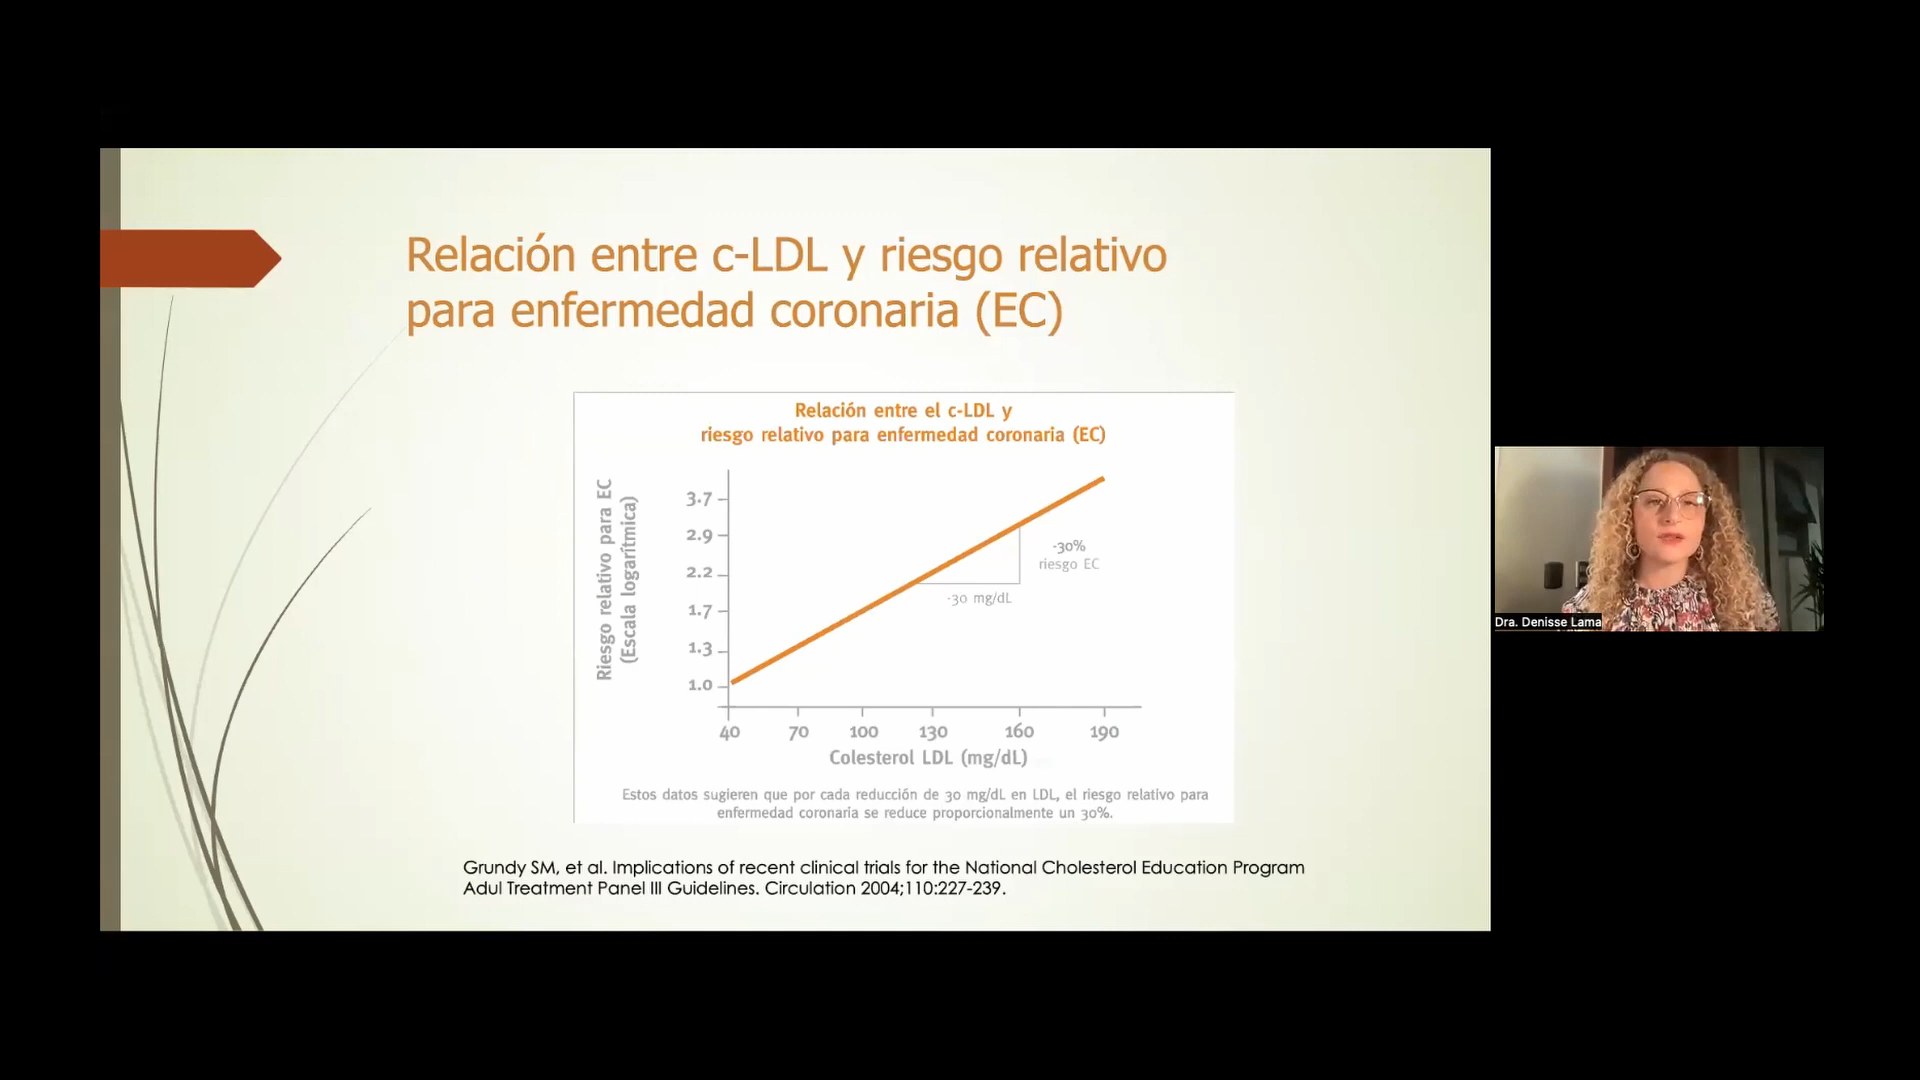 Relación entre c-LDL y riesgo relativo
para enfermedad coronaria (EC)
Relación entre el c-LDL y
riesgo relativo para enfermedad coronaria (EC)
Riesgo relativo para EC
(Escala logarítmica)
3.7
2.9
2.2
1.7
1.3
1.0
-30%
riesgo EC
-30 mg/dL
40 70 100 130 160 190
Colesterol LDL (mg/dL)
Estos datos sugieren que por cada reducción de 30 mg/dL en LDL, el riesgo relativo para
enfermedad coronaria se reduce proporcionalmente un 30%.
Grundy SM, et al. Implications of recent clinical trials for the National Cholesterol Education Program
Adul Treatment Panel III Guidelines. Circulation 2004;110:227-239.
Dra. Denisse Lama